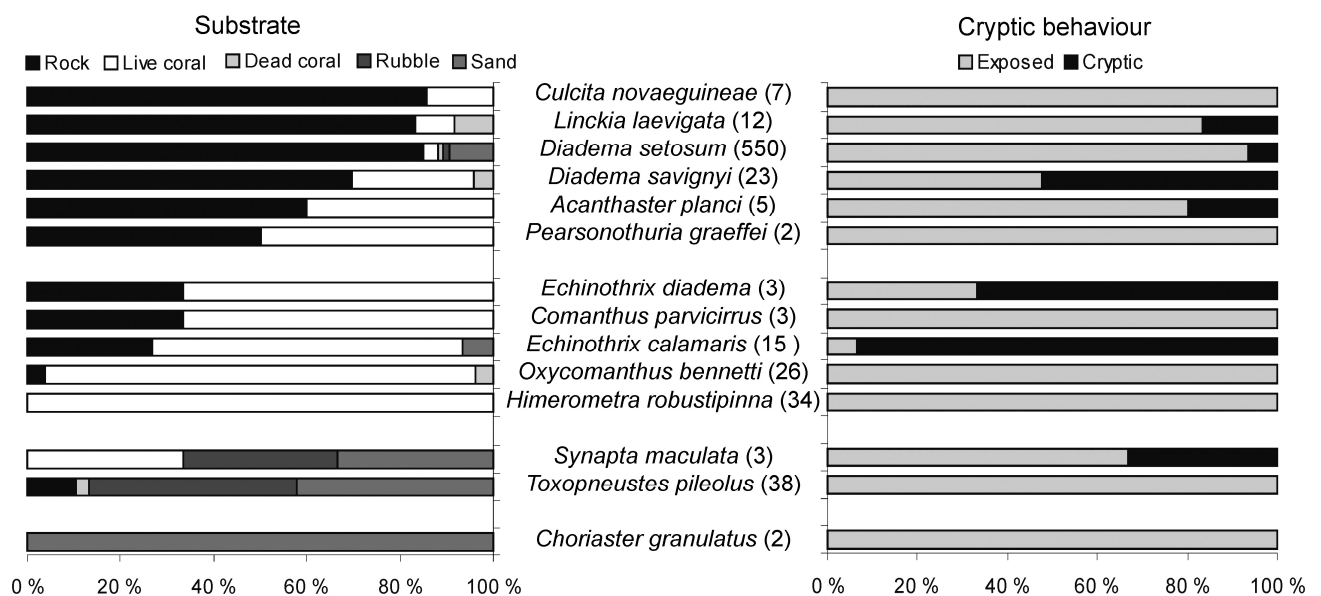 Substrate
Rock Live coral Dead coral Rubble Sand
Cryptic behaviour
Exposed Cryptic
Culcita novaeguineae (7)
Linckia laevigata (12)
Diadema setosum (550)
Diadema savignyi (23)
Acanthaster planci (5)
Pearsonothuria graeffei (2)
Echinothrix diadema (3)
Comanthus parvicirrus (3)
Echinothrix calamaris (15 )
Oxycomanthus bennetti (26)
Himerometra robustipinna (34)
Synapta maculata (3)
Toxopneustes pileolus (38)
Choriaster granulatus (2)
0 % 20 % 40 % 60 % 80 % 100 %
0 % 20 % 40 % 60 % 80 % 100 %